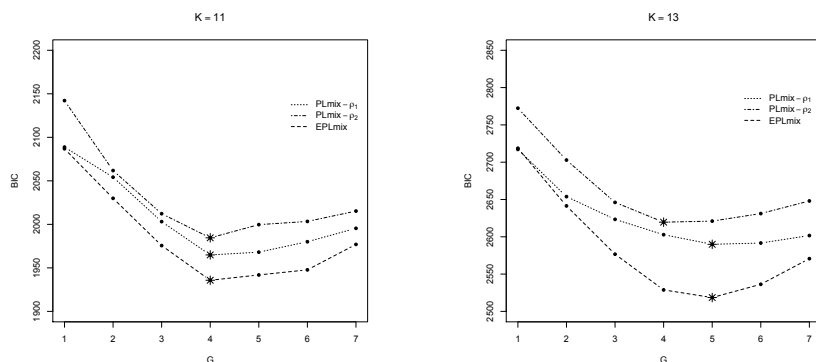 K = 11
2200
2150
2100
2050
2000
1950
1900
BIC
PLmix − ρ1
PLmix − ρ2
EPLmix
1 2 3 4 5 6 7
G
K = 13
2850
2800
2750
2700
2650
2600
2550
2500
BIC
PLmix − ρ1
PLmix − ρ2
EPLmix
1 2 3 4 5 6 7
G